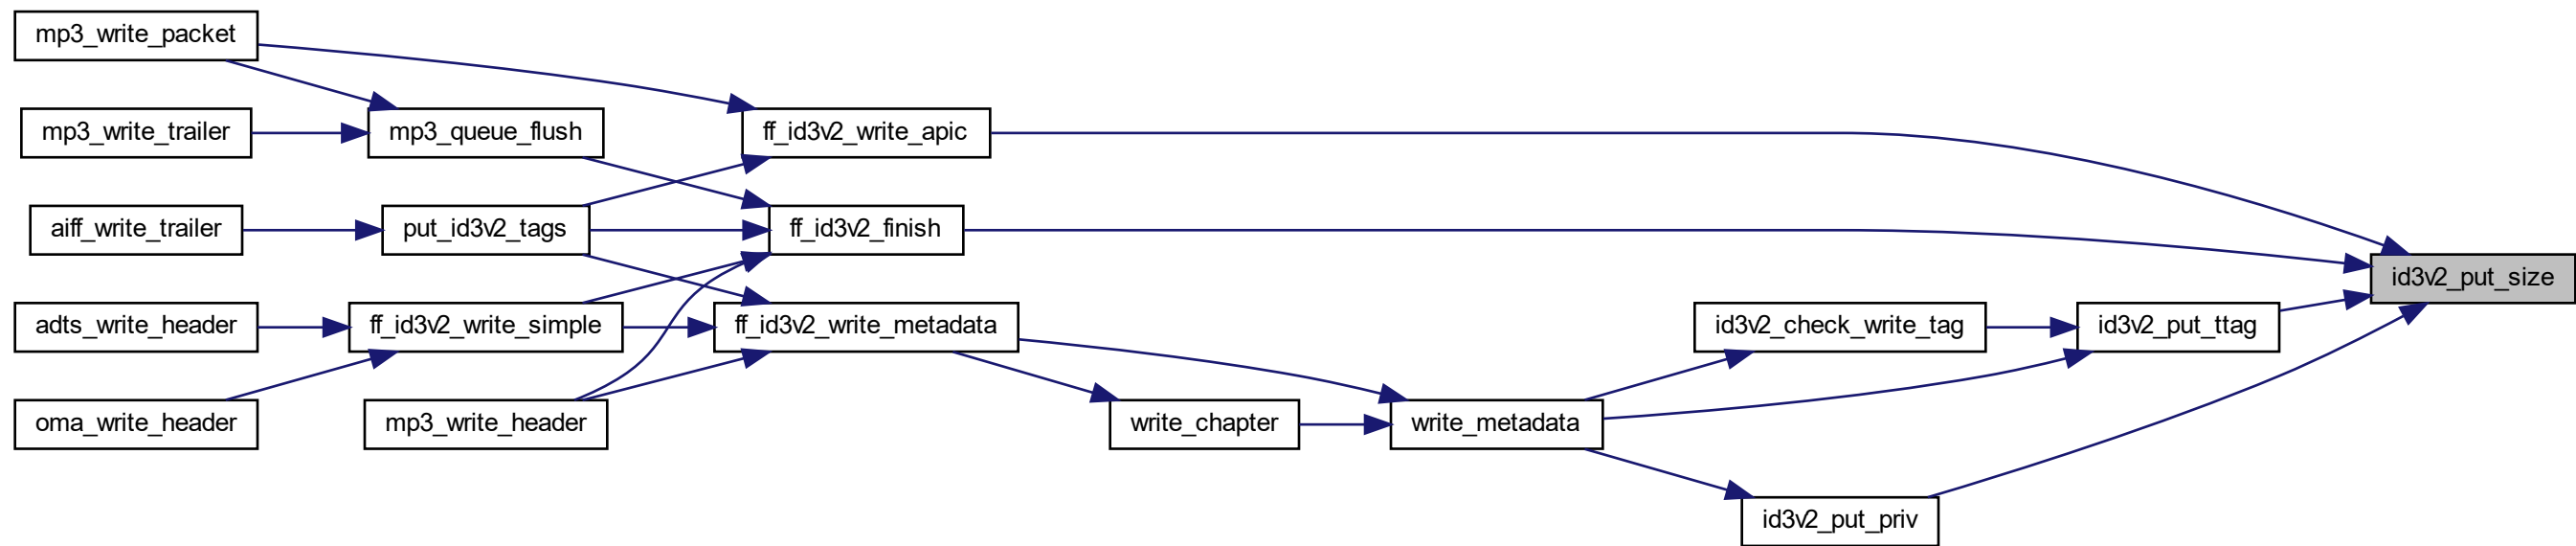 mp3_write_packet
mp3_write_trailer
mp3_queue_flush
ff_id3v2_write_apic
aiff_write_trailer
put_id3v2_tags
ff_id3v2_finish
id3v2_put_size
adts_write_header
ff_id3v2_write_simple
ff_id3v2_write_metadata
id3v2_check_write_tag
id3v2_put_ttag
oma_write_header
mp3_write_header
write_chapter
write_metadata
id3v2_put_priv